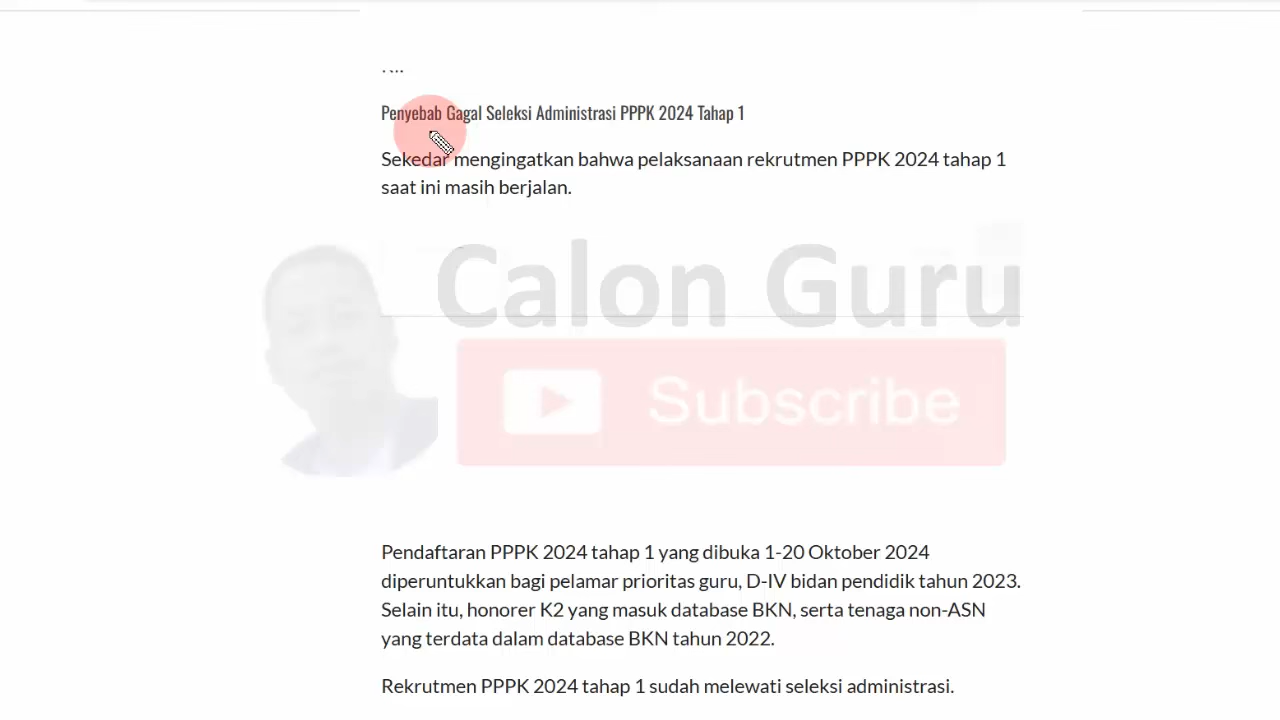 Penyebab Gagal Seleksi Administrasi PPPK 2024 Tahap 1
Sekedar mengingatkan bahwa pelaksanaan rekrutmen PPPK 2024 tahap 1
saat ini masih berjalan.
Calon Guru
Subscribe
Pendaftaran PPPK 2024 tahap 1 yang dibuka 1-20 Oktober 2024
diperuntukkan bagi pelamar prioritas guru, D-IV bidan pendidik tahun 2023.
Selain itu, honorer K2 yang masuk database BKN, serta tenaga non-ASN
yang terdata dalam database BKN tahun 2022.
Rekrutmen PPPK 2024 tahap 1 sudah melewati seleksi administrasi.